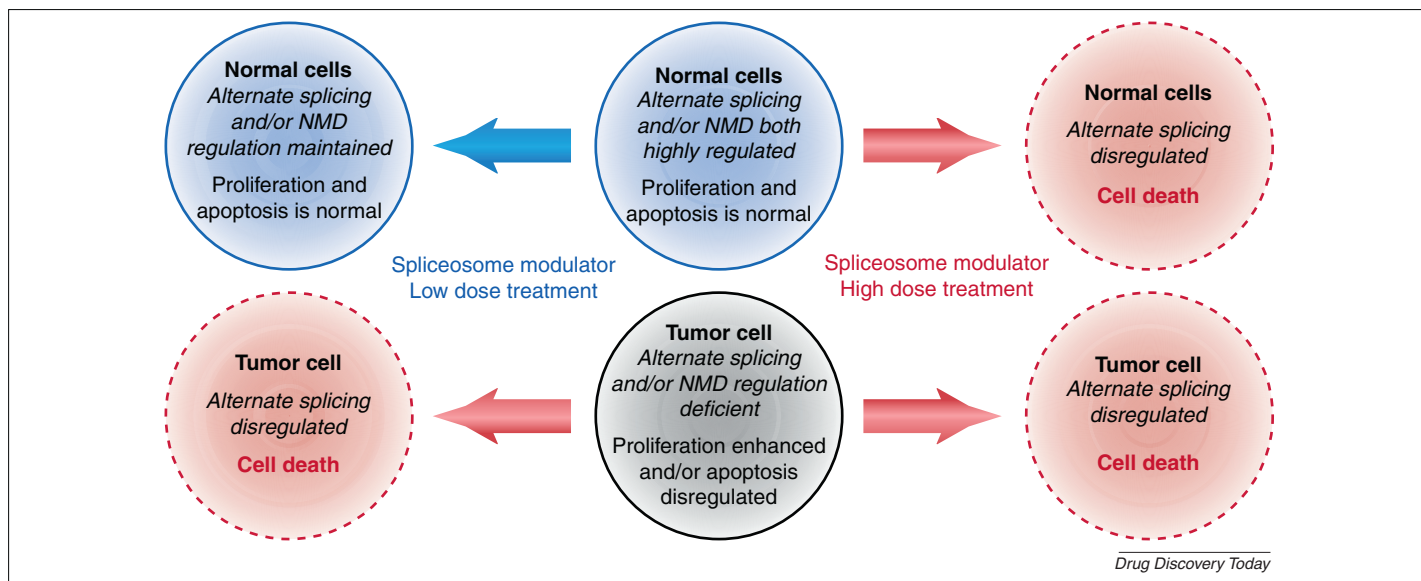 Normal cells
Alternate splicing
and/or NMD
regulation maintained
Proliferation and
apoptosis is normal
Normal cells
Alternate splicing
and/or NMD both
highly regulated
Proliferation and
apoptosis is normal
Normal cells
Alternate splicing
disregulated
Cell death
Spliceosome modulator
Low dose treatment
Spliceosome modulator
High dose treatment
Tumor cell
Alternate splicing
disregulated
Cell death
Tumor cell
Alternate splicing
and/or NMD regulation
deficient
Proliferation enhanced
and/or apoptosis
disregulated
Tumor cell
Alternate splicing
disregulated
Cell death
Drug Discovery Today